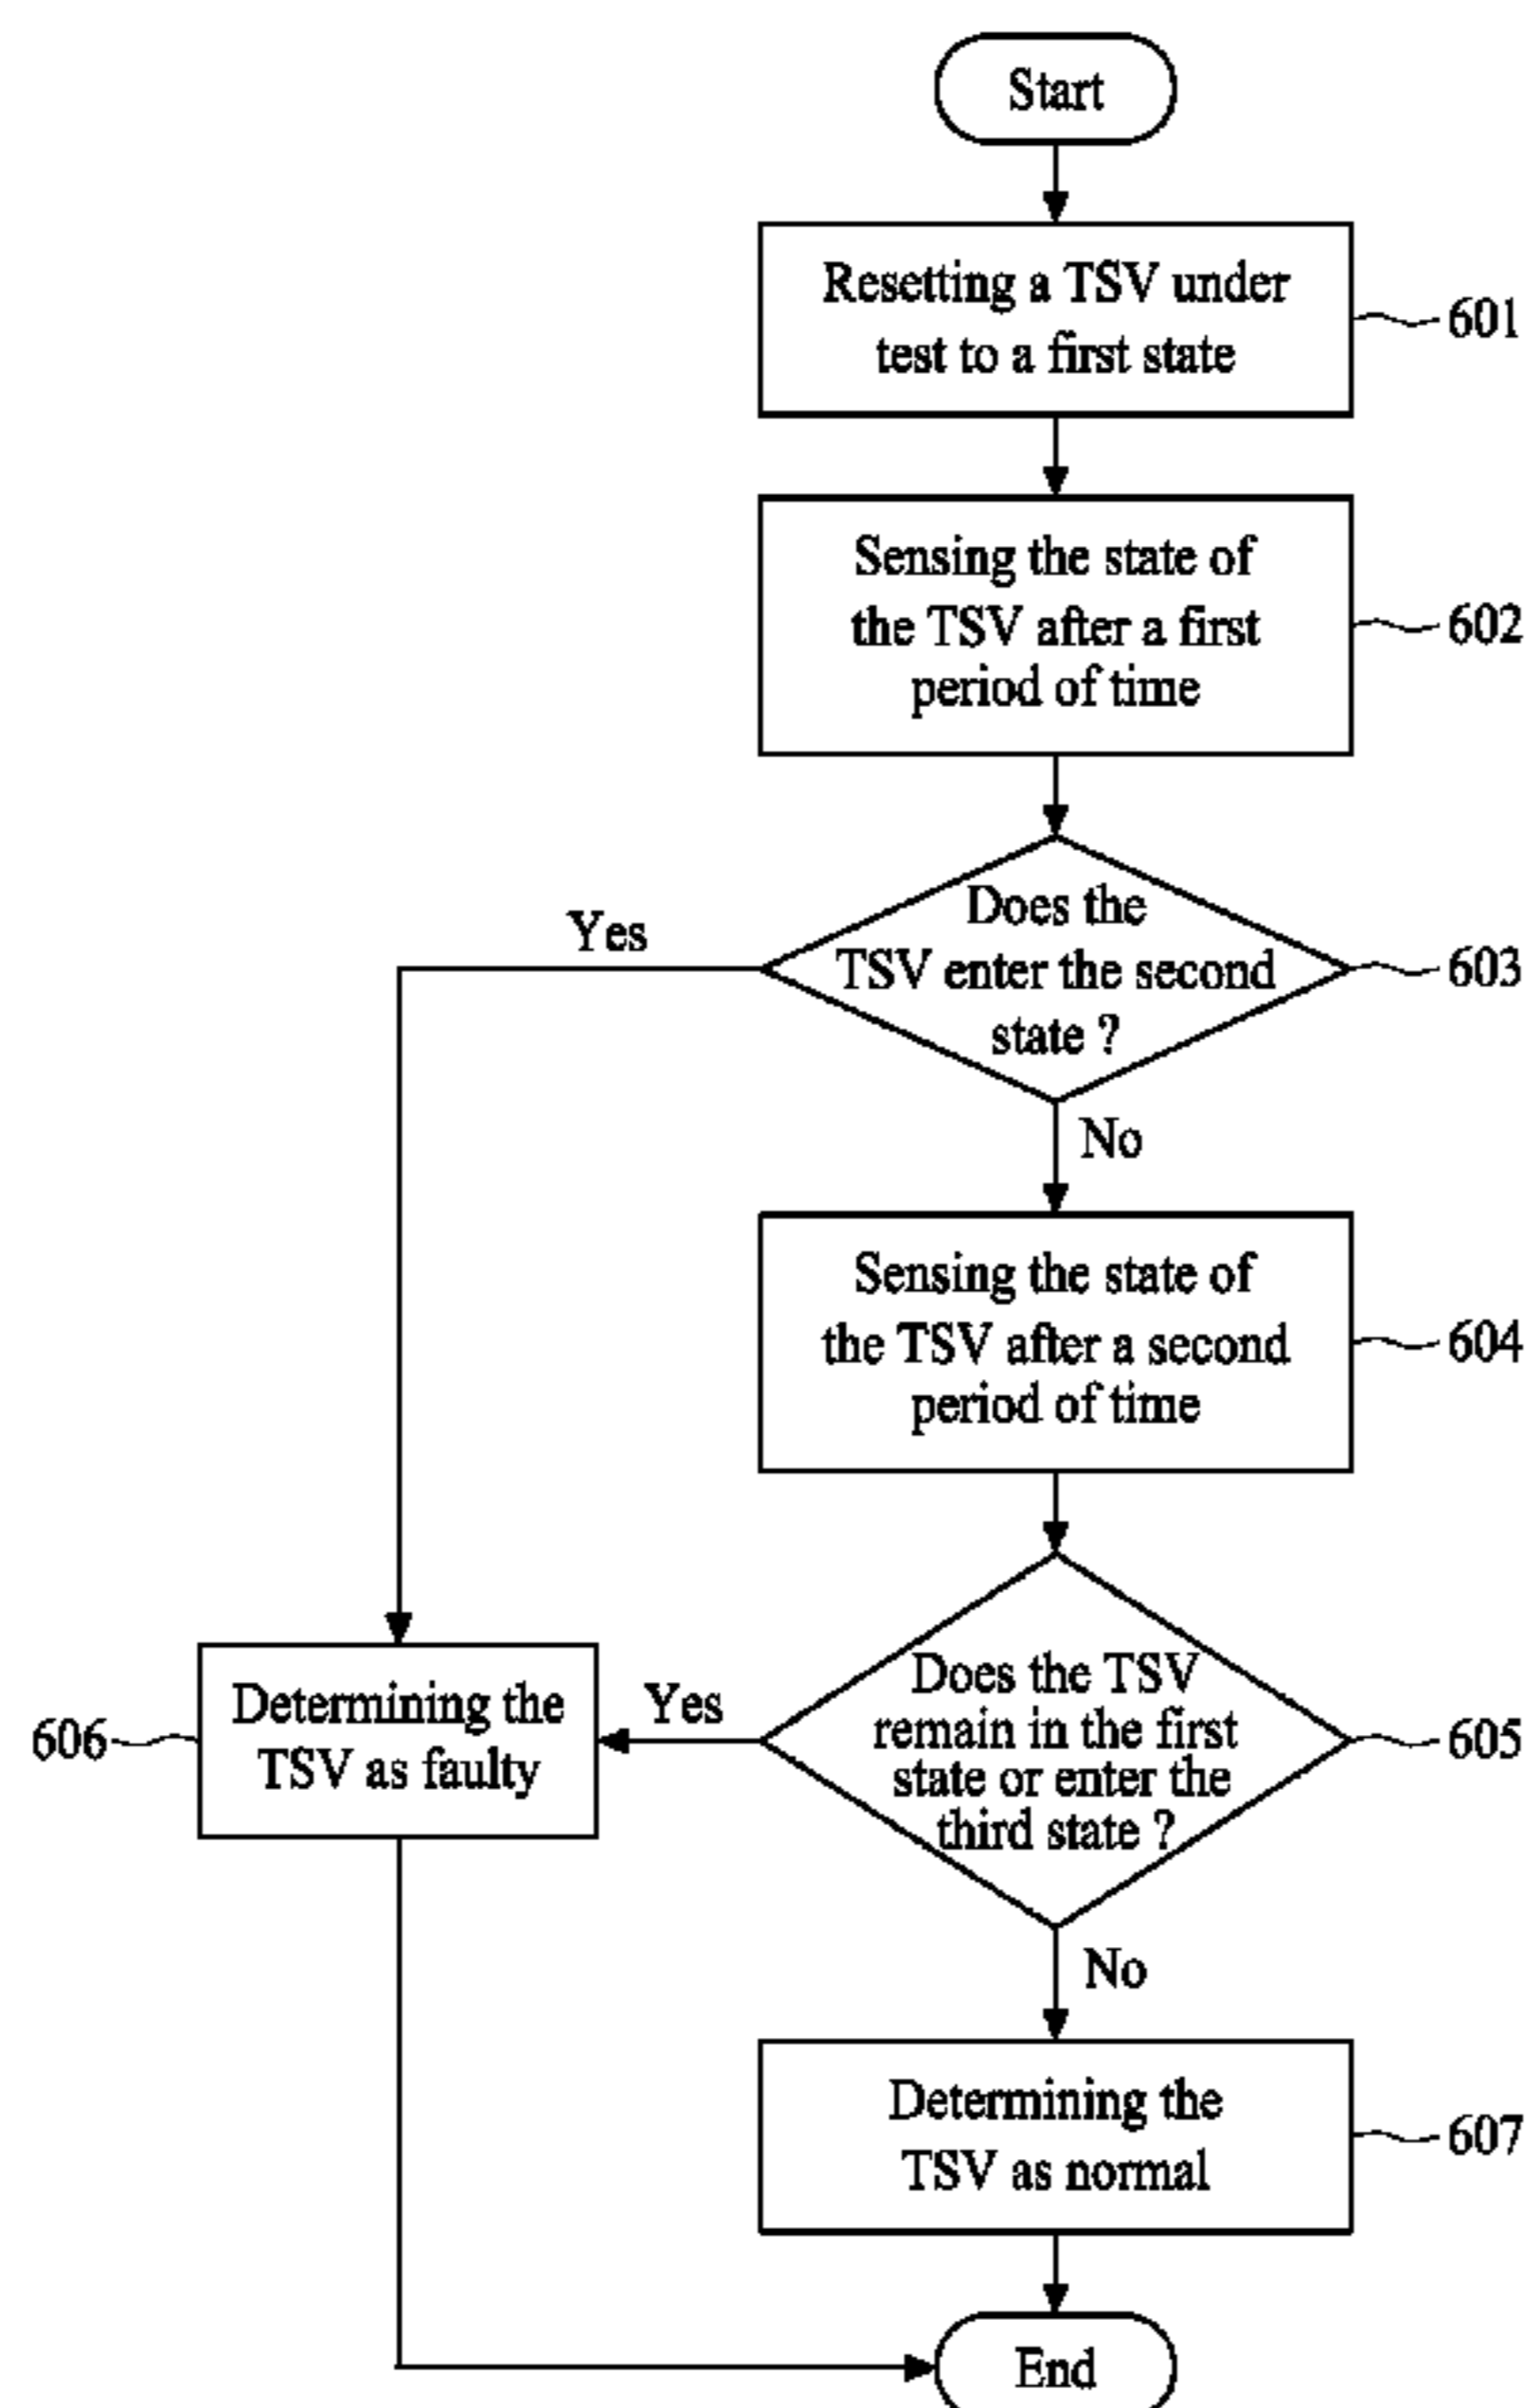 Start
Resetting a TSV under
test to a first state
601
Sensing the state of
the TSV after a first
period of time
602
Does the
TSV enter the second
state ?
603
Yes
No
Sensing the state of
the TSV after a second
period of time
604
Does the TSV
remain in the first
state or enter the
third state ?
605
Yes
Determining the
TSV as faulty
606
No
Determining the
TSV as normal
607
End